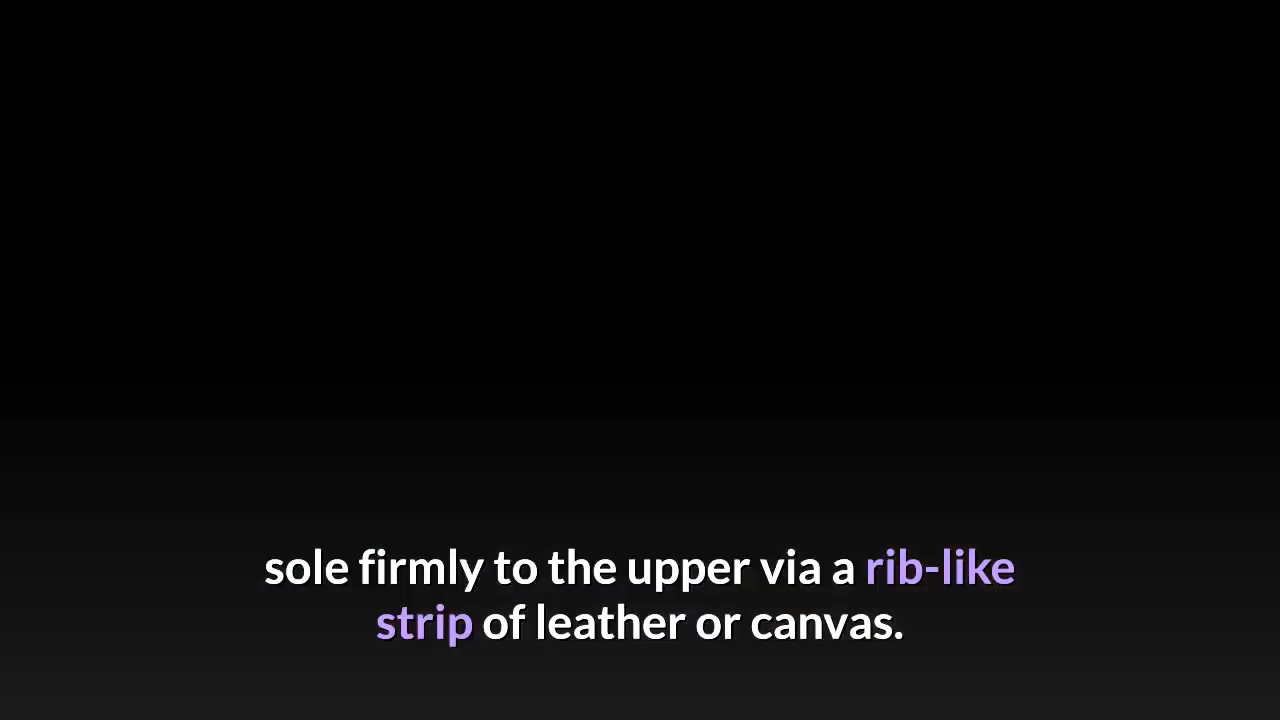 sole firmly to the upper via a rib-like
strip of leather or canvas.